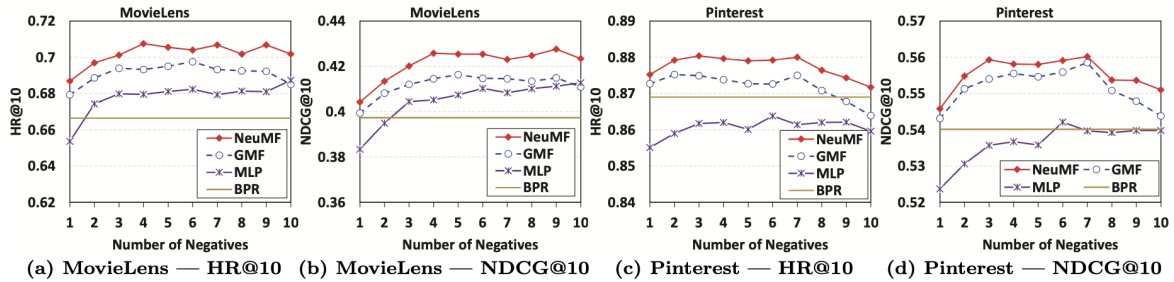 MovieLens
0.72
0.7
0.68
0.66
0.64
0.62
HR@10
NeuMF
GMF
MLP
BPR
1 2 3 4 5 6 7 8 9 10
Number of Negatives
(a) MovieLens — HR@10
MovieLens
0.44
0.42
0.4
0.38
0.36
NDCG@10
NeuMF
GMF
MLP
BPR
1 2 3 4 5 6 7 8 9 10
Number of Negatives
(b) MovieLens — NDCG@10
Pinterest
0.89
0.88
0.87
0.86
0.85
0.84
HR@10
NeuMF
GMF
MLP
BPR
1 2 3 4 5 6 7 8 9 10
Number of Negatives
(c) Pinterest — HR@10
Pinterest
0.57
0.56
0.55
0.54
0.53
0.52
NDCG@10
NeuMF GMF
MLP BPR
1 2 3 4 5 6 7 8 9 10
Number of Negatives
(d) Pinterest — NDCG@10